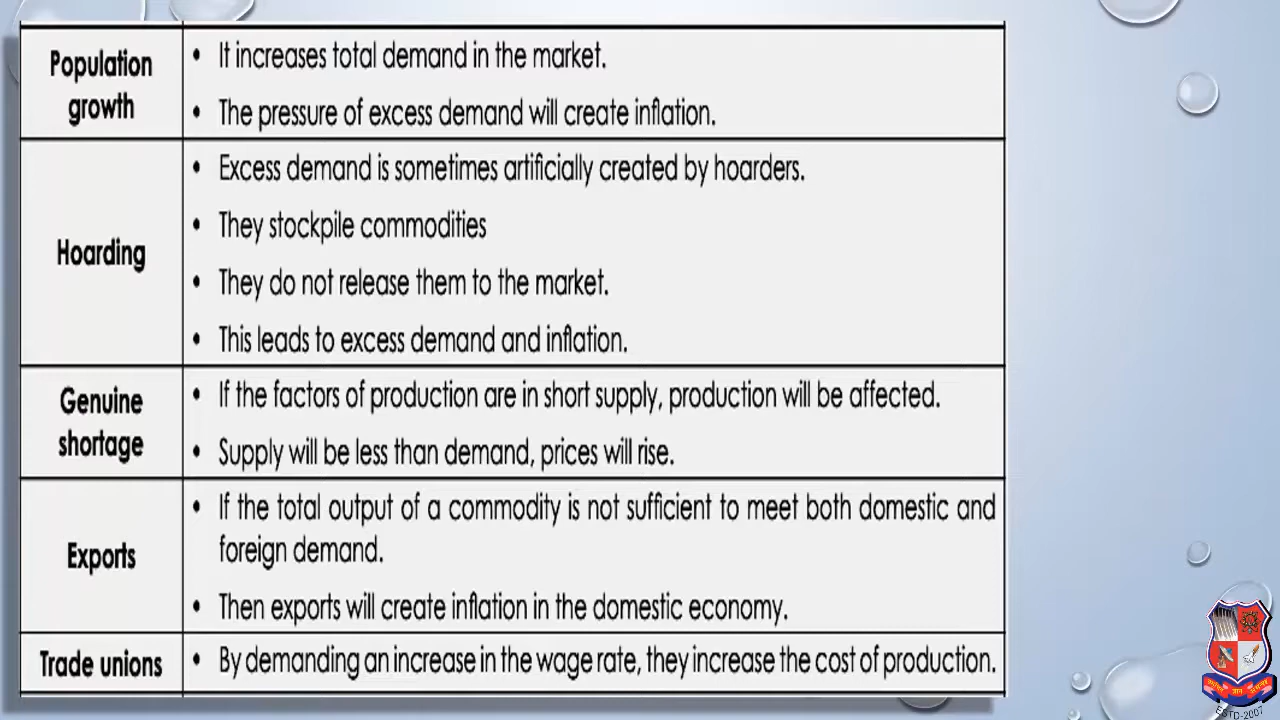 Population
growth
• It increases total demand in the market.
• The pressure of excess demand will create inflation.
Hoarding
• Excess demand is sometimes artificially created by hoarders.
• They stockpile commodities
• They do not release them to the market.
• This leads to excess demand and inflation.
Genuine
shortage
• If the factors of production are in short supply, production will be affected.
• Supply will be less than demand, prices will rise.
Exports
• If the total output of a commodity is not sufficient to meet both domestic and
foreign demand.
• Then exports will create inflation in the domestic economy.
Trade unions
• By demanding an increase in the wage rate, they increase the cost of production.
ESTD-2007